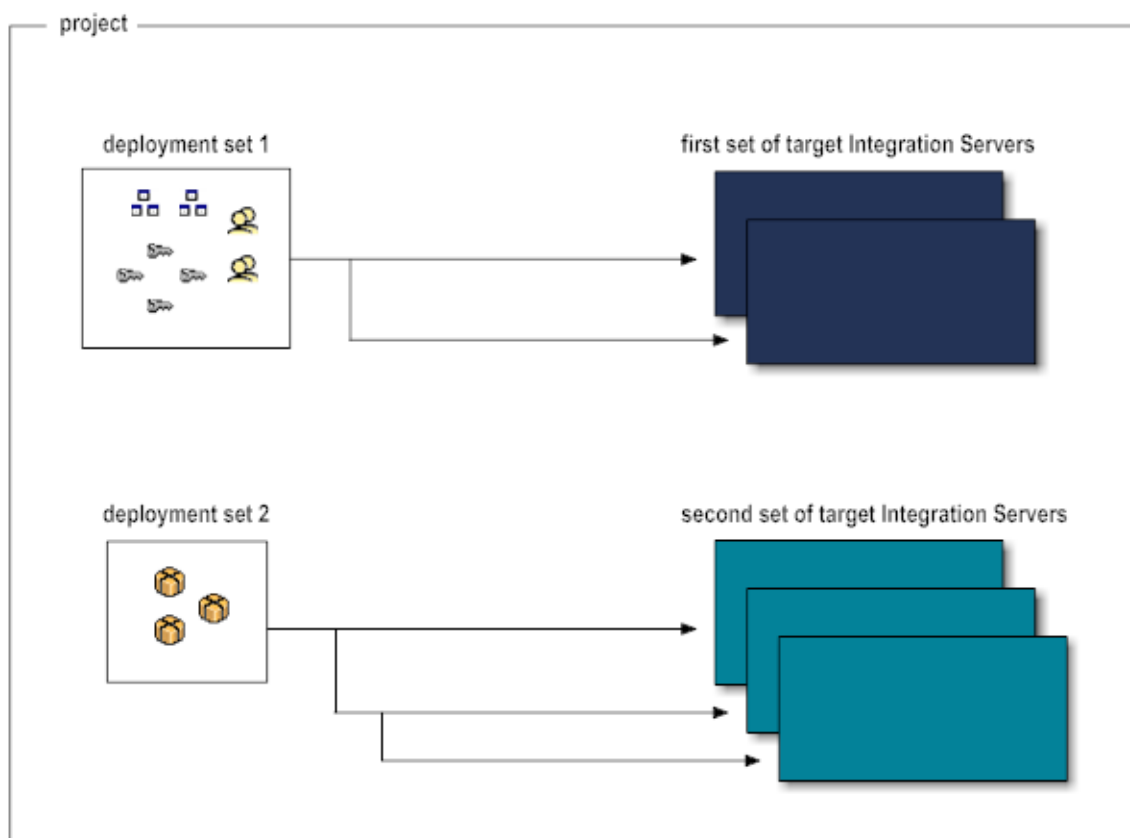 project
deployment set 1
first set of target Integration Servers
deployment set 2
second set of target Integration Servers